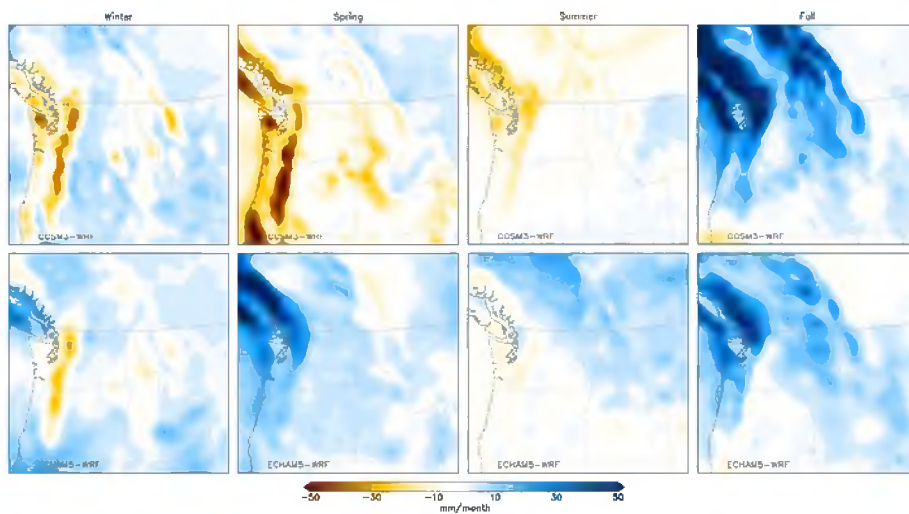 Winter Spring Summer Fall
CCSM3-WRF CCSM3-WRF CCSM3-WRF CCSM3-WRF
ECHAM5-WRF ECHAM5-WRF ECHAM5-WRF ECHAM5-WRF
-50 -30 -10 10 30 50
mm/month